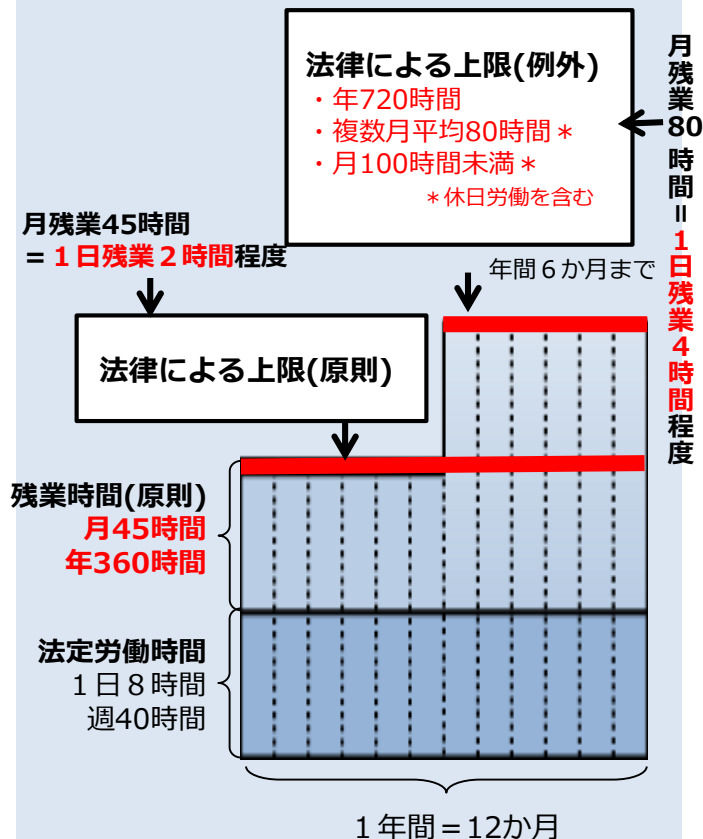 法律による上限(例外)
・年720時間
・複数月平均80時間＊
・月100時間未満＊
＊休日労働を含む
月残業80時間＝１日残業４時間程度
月残業45時間
＝１日残業２時間程度
年間６か月まで
法律による上限(原則)
残業時間(原則)
月45時間
年360時間
法定労働時間
１日８時間
週40時間
１年間＝12か月